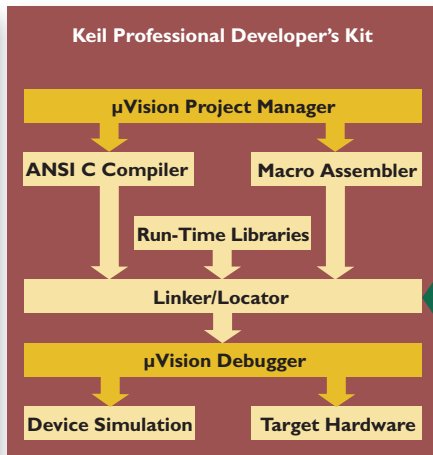 Keil Professional Developer's Kit
µVision Project Manager
ANSI C Compiler
Macro Assembler
Run-Time Libraries
Linker/Locator
µVision Debugger
Device Simulation
Target Hardware